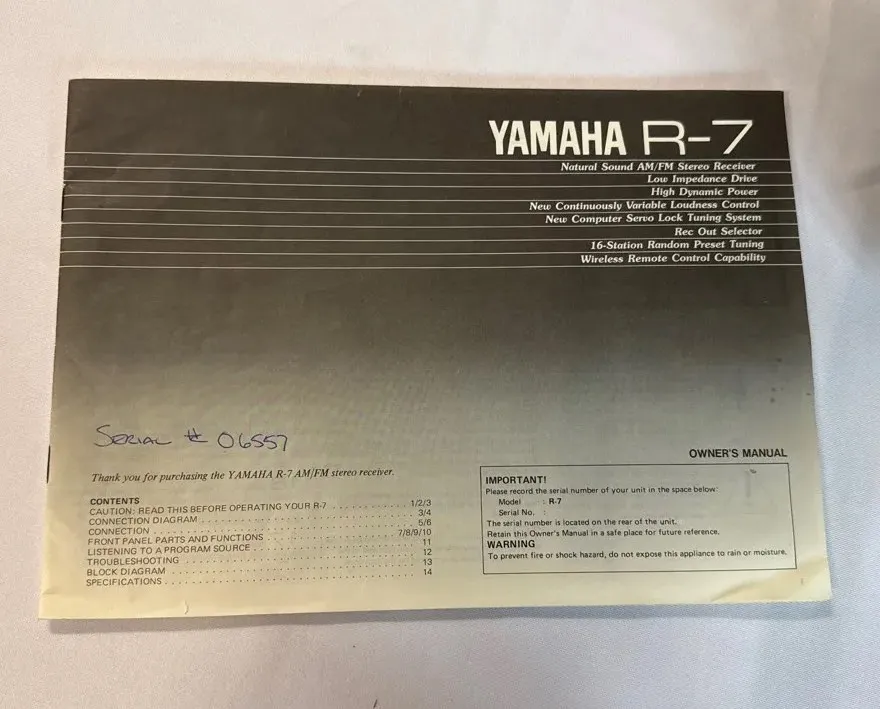 YAMAHA R-7
Natural Sound AM/FM Stereo Receiver
Low Impedance Drive
High Dynamic Power
New Continuously Variable Loudness Control
New Computer Servo Lock Tuning System
Rec Out Selector
16-Station Random Preset Tuning
Wireless Remote Control Capability
Serial # 06557
Thank you for purchasing the YAMAHA R-7 AM/FM stereo receiver.
CONTENTS
CAUTION: READ THIS BEFORE OPERATING YOUR R-7 . . . . . . . . . . . 1/2/3
CONNECTION DIAGRAM . . . . . . . . . . . . . . . . . . . . . . . 3/4
CONNECTION . . . . . . . . . . . . . . . . . . . . . . . . . . . 5/6
FRONT PANEL PARTS AND FUNCTIONS . . . . . . . . . . . . . . . . . 7/8/9/10
LISTENING TO A PROGRAM SOURCE . . . . . . . . . . . . . . . . . . 11
TROUBLESHOOTING . . . . . . . . . . . . . . . . . . . . . . . . . 12
BLOCK DIAGRAM . . . . . . . . . . . . . . . . . . . . . . . . . . 13
SPECIFICATIONS . . . . . . . . . . . . . . . . . . . . . . . . . . 14
OWNER'S MANUAL
IMPORTANT!
Please record the serial number of your unit in the space below:
Model : R-7
Serial No. :
The serial number is located on the rear of the unit.
Retain this Owner's Manual in a safe place for future reference.
WARNING
To prevent fire or shock hazard, do not expose this appliance to rain or moisture.